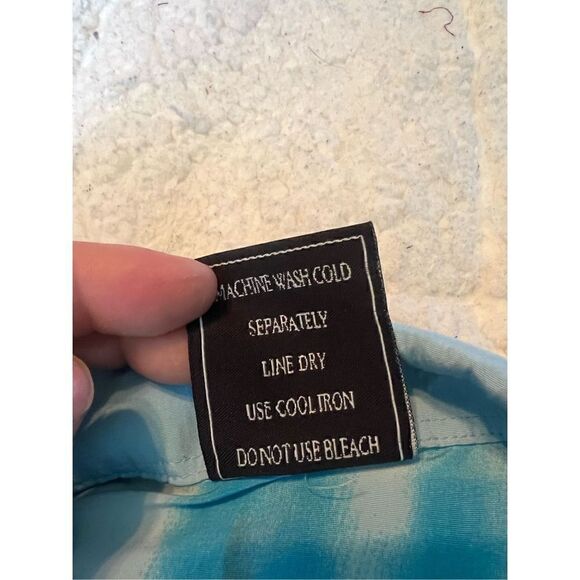 MACHINE WASH COLD
SEPARATELY
LINE DRY
USE COOL IRON
DO NOT USE BLEACH